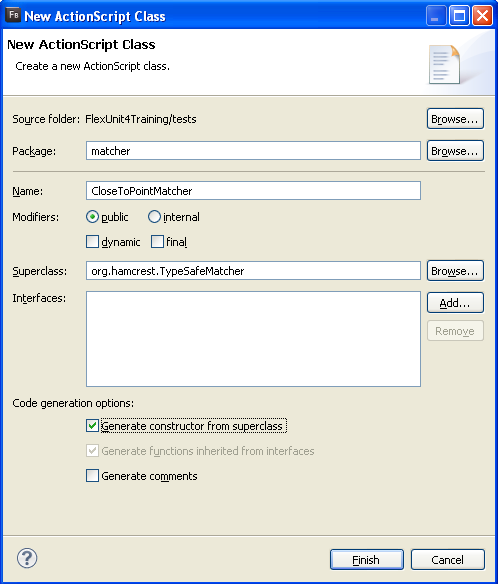 Fb New ActionScript Class
New ActionScript Class
Create a new ActionScript class.
Source folder: FlexUnit4Training/tests Browse...
Package: matcher Browse...
Name: CloseToPointMatcher
Modifiers: public internal
dynamic final
Superclass: org.hamcrest.TypeSafeMatcher Browse...
Interfaces: Add...
Remove
Code generation options:
Generate constructor from superclass
Generate functions inherited from interfaces
Generate comments
? Finish Cancel